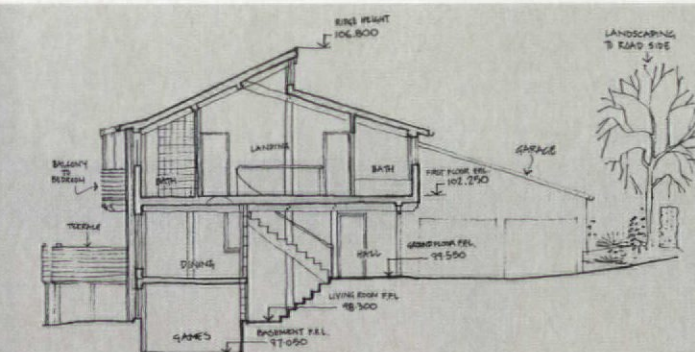 RIDGE HEIGHT
106.800
LANDSCAPING
TO ROAD SIDE
LANDING
GARAGE
BALCONY
TO
BEDROOM
BATH
BATH
FIRST FLOOR FFL
102.250
TERRACE
DINING
HALL
GROUND FLOOR F.F.L.
99.550
LIVING ROOM F.F.L
98.300
GAMES
BASEMENT F.F.L.
97.050